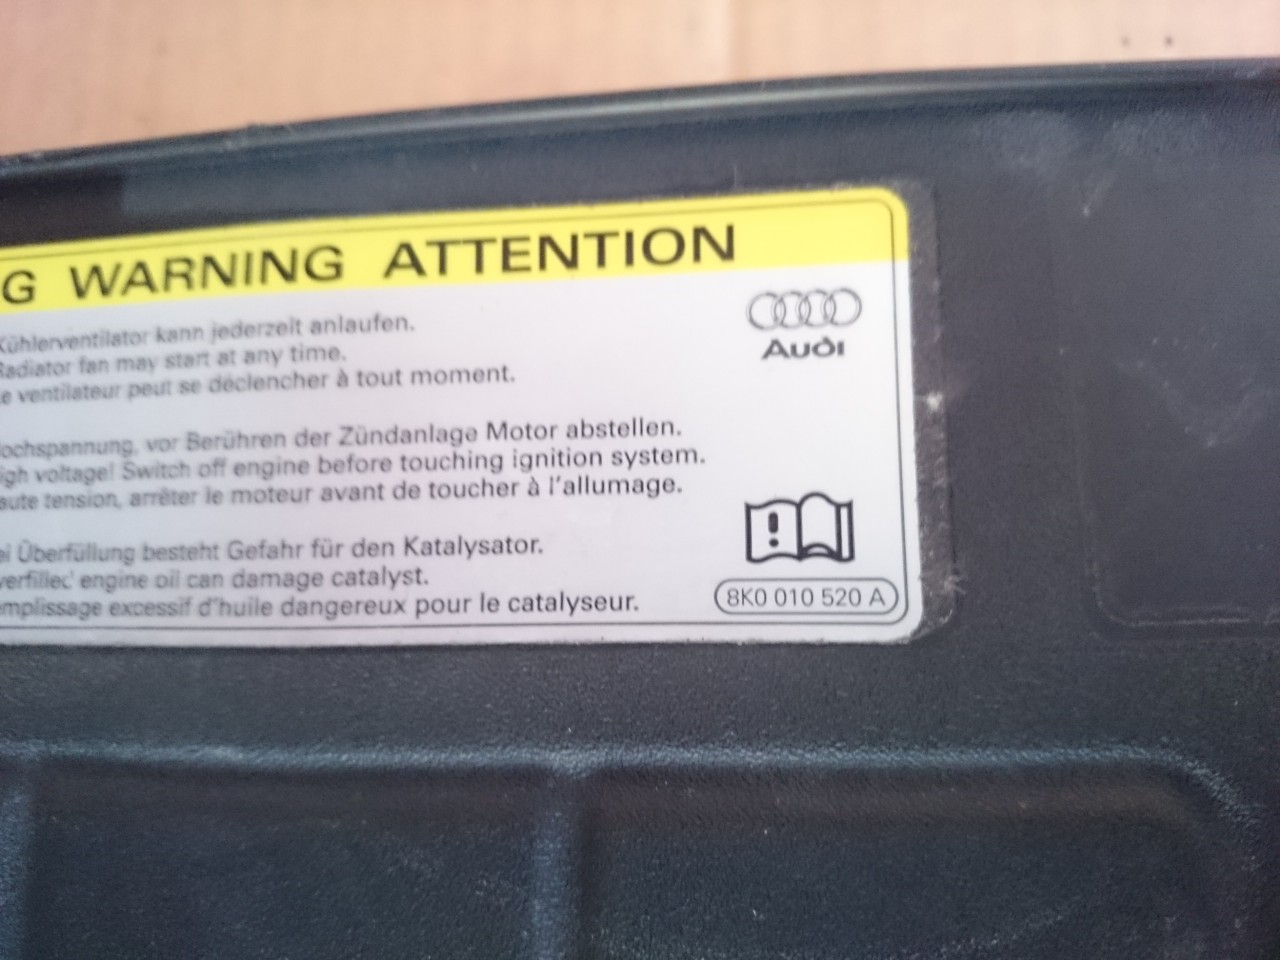 G WARNING ATTENTION
Audi
Kühlerventilator kann jederzeit anlaufen.
Radiator fan may start at any time.
e ventilateur peut se déclencher à tout moment.
ochspannung, vor Berühren der Zündanlage Motor abstellen.
igh voltage! Switch off engine before touching ignition system.
aute tension, arrêter le moteur avant de toucher à l'allumage.
ei Überfüllung besteht Gefahr für den Katalysator.
verfilled engine oil can damage catalyst.
emplissage excessif d'huile dangereux pour le catalyseur.
8K0 010 520 A